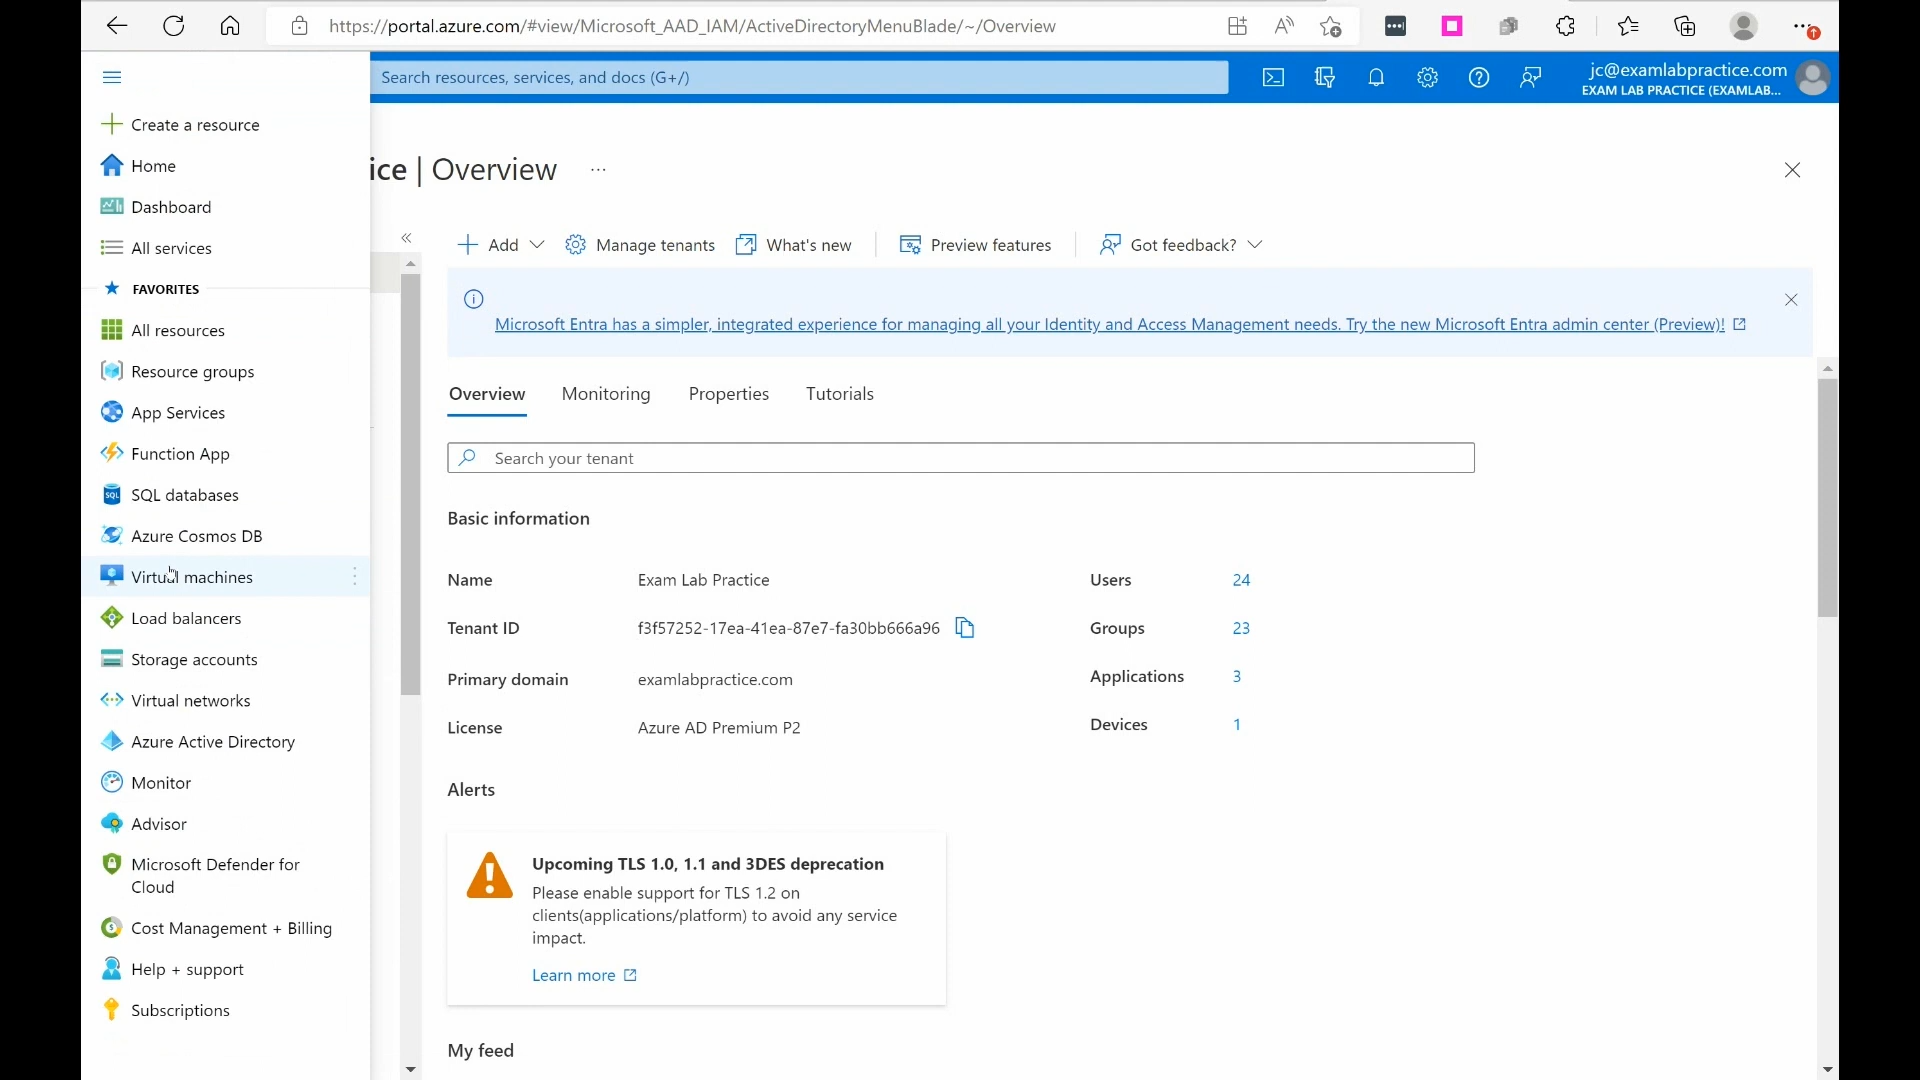 https://portal.azure.com/#view/Microsoft_AAD_IAM/ActiveDirectoryMenuBlade/~/Overview
Search resources, services, and docs (G+/)
jc@examlabpractice.com
EXAM LAB PRACTICE (EXAMLAB...
Create a resource
Home
Dashboard
All services
FAVORITES
All resources
Resource groups
App Services
Function App
SQL databases
Azure Cosmos DB
Virtual machines
Load balancers
Storage accounts
Virtual networks
Azure Active Directory
Monitor
Advisor
Microsoft Defender for
Cloud
Cost Management + Billing
Help + support
Subscriptions
ice | Overview ...
Add
Manage tenants
What's new
Preview features
Got feedback?
Microsoft Entra has a simpler, integrated experience for managing all your Identity and Access Management needs. Try the new Microsoft Entra admin center (Preview)!
Overview
Monitoring
Properties
Tutorials
Search your tenant
Basic information
Name Exam Lab Practice
Tenant ID f3f57252-17ea-41ea-87e7-fa30bb666a96
Primary domain examlabpractice.com
License Azure AD Premium P2
Users 24
Groups 23
Applications 3
Devices 1
Alerts
Upcoming TLS 1.0, 1.1 and 3DES deprecation
Please enable support for TLS 1.2 on
clients(applications/platform) to avoid any service
impact.
Learn more
My feed